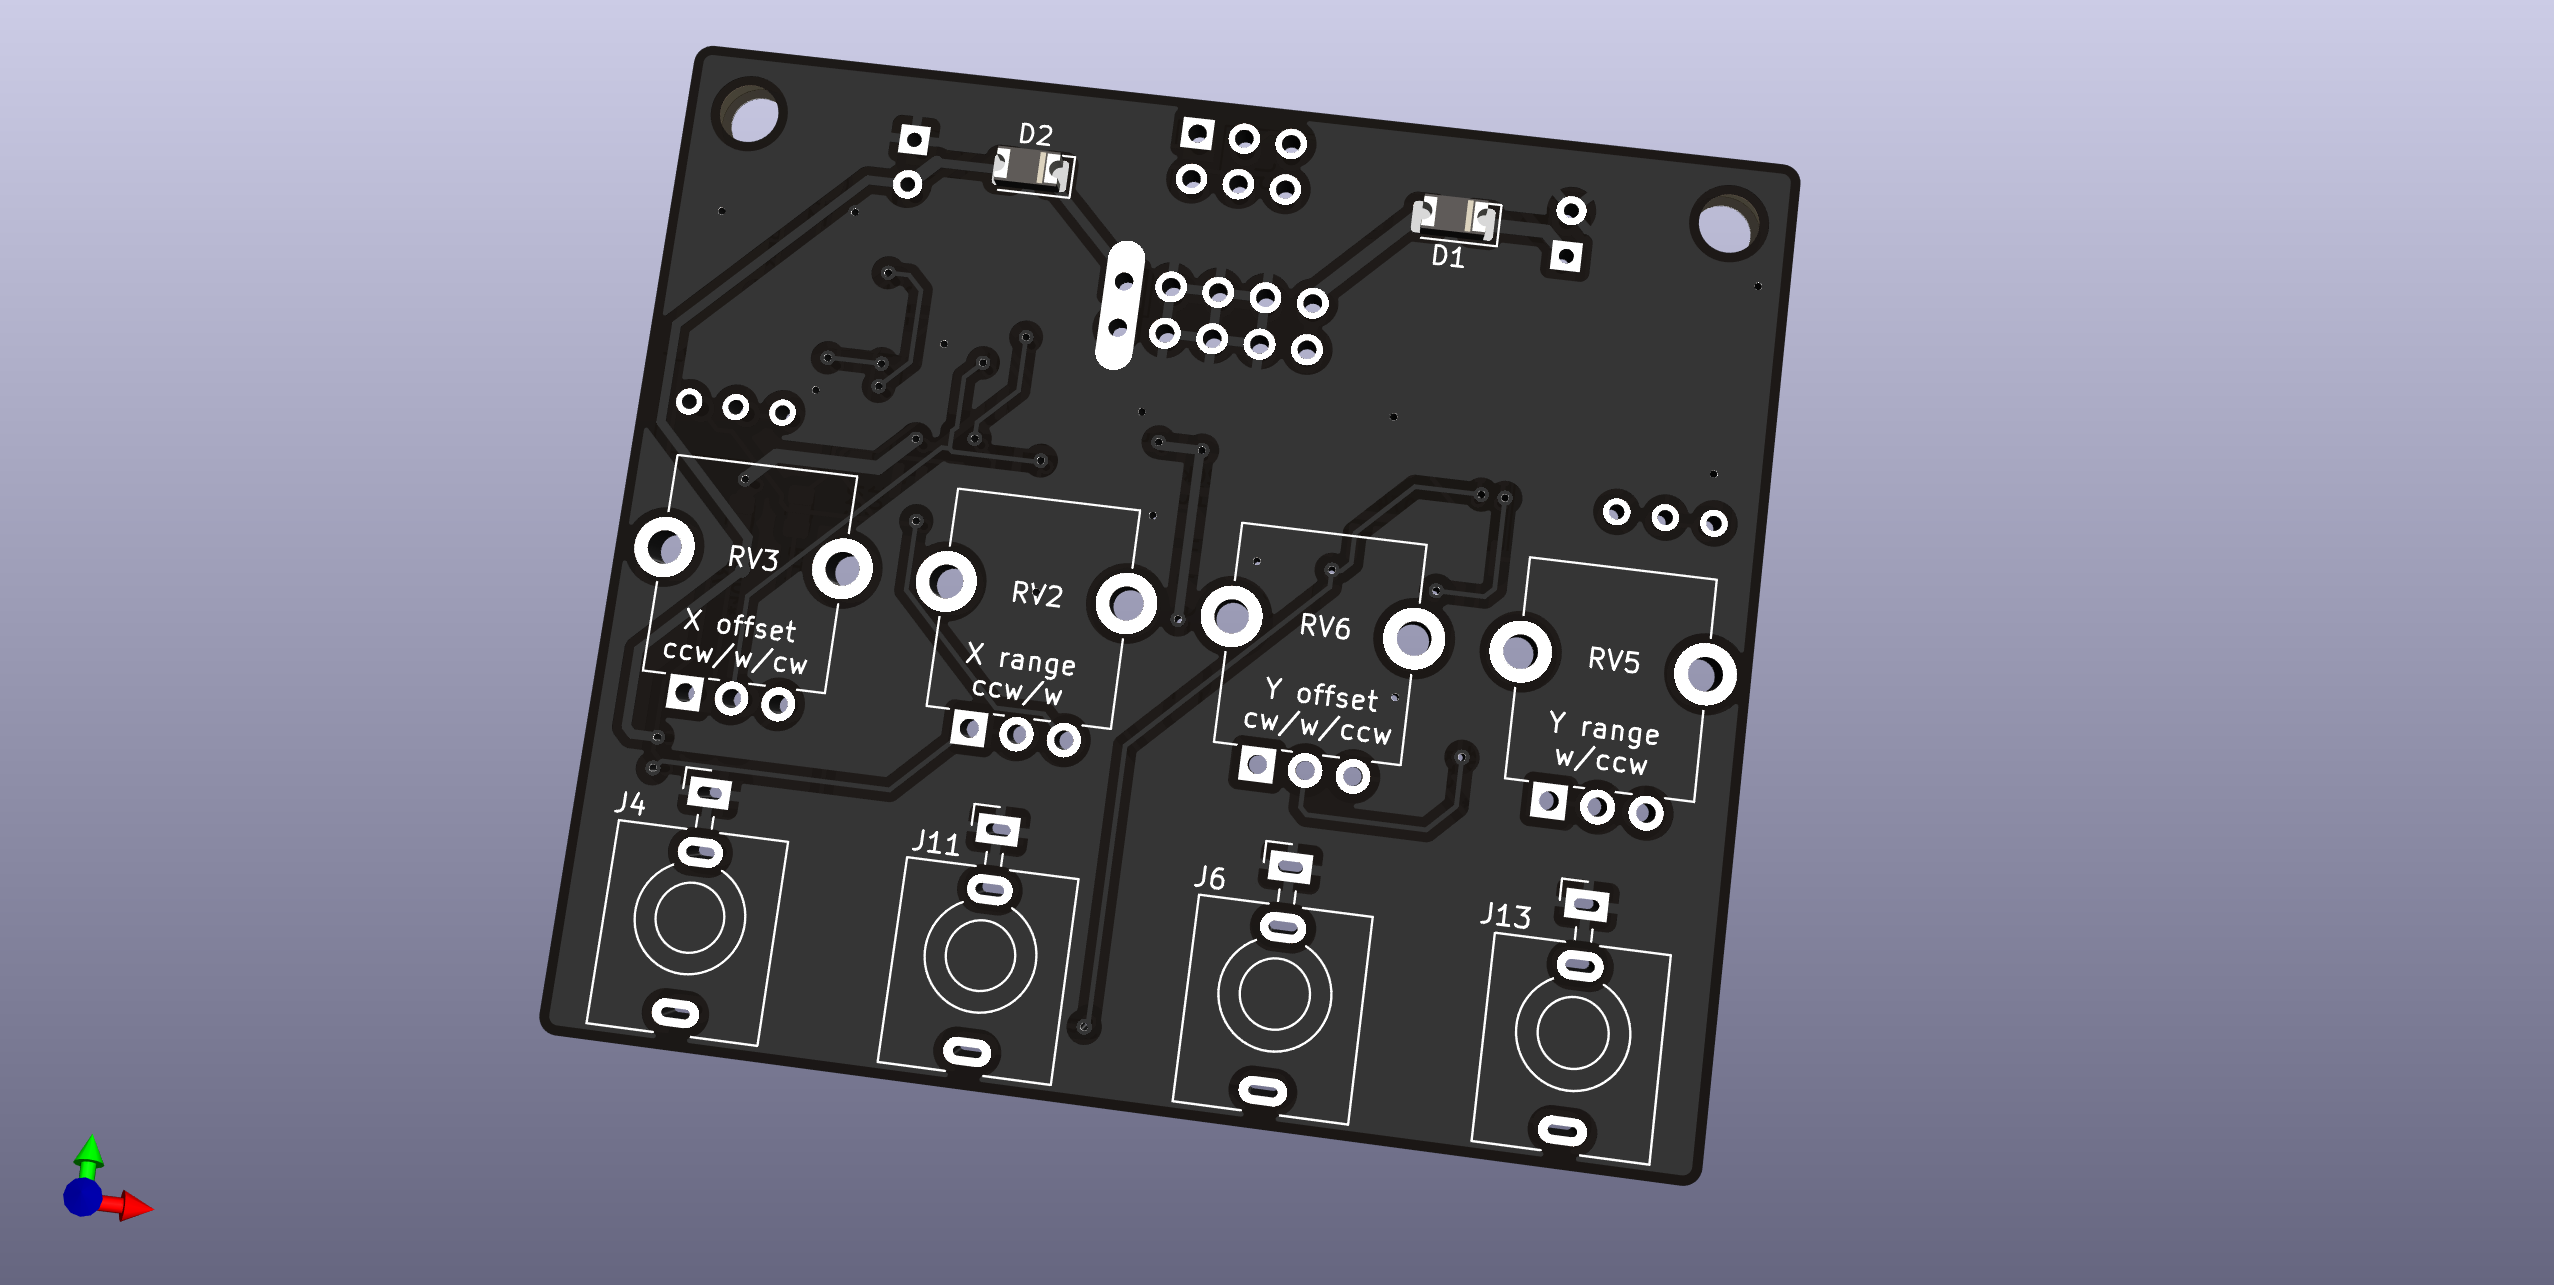 D2
D1
RV3
X offset
ccw/w/cw
RV2
X range
ccw/w
RV6
Y offset
cw/w/ccw
RV5
Y range
w/ccw
J4
J11
J6
J13